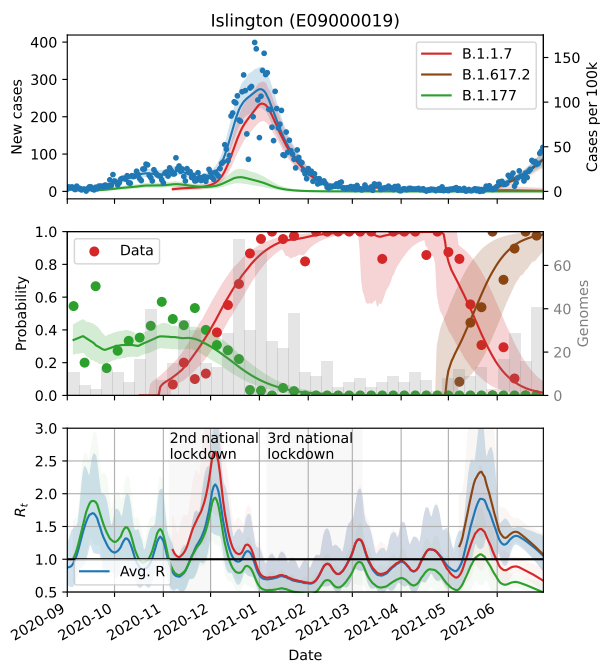 Islington (E09000019)
New cases
400
300
200
100
0
B.1.1.7
B.1.617.2
B.1.177
150
100
50
0
Cases per 100k
Probability
1.0
0.8
0.6
0.4
0.2
0.0
Data
60
40
20
0
Genomes
R_t
3.0
2.5
2.0
1.5
1.0
0.5
2nd national
lockdown
3rd national
lockdown
Avg. R
2020-09
2020-10
2020-11
2020-12
2021-01
2021-02
2021-03
2021-04
2021-05
2021-06
Date